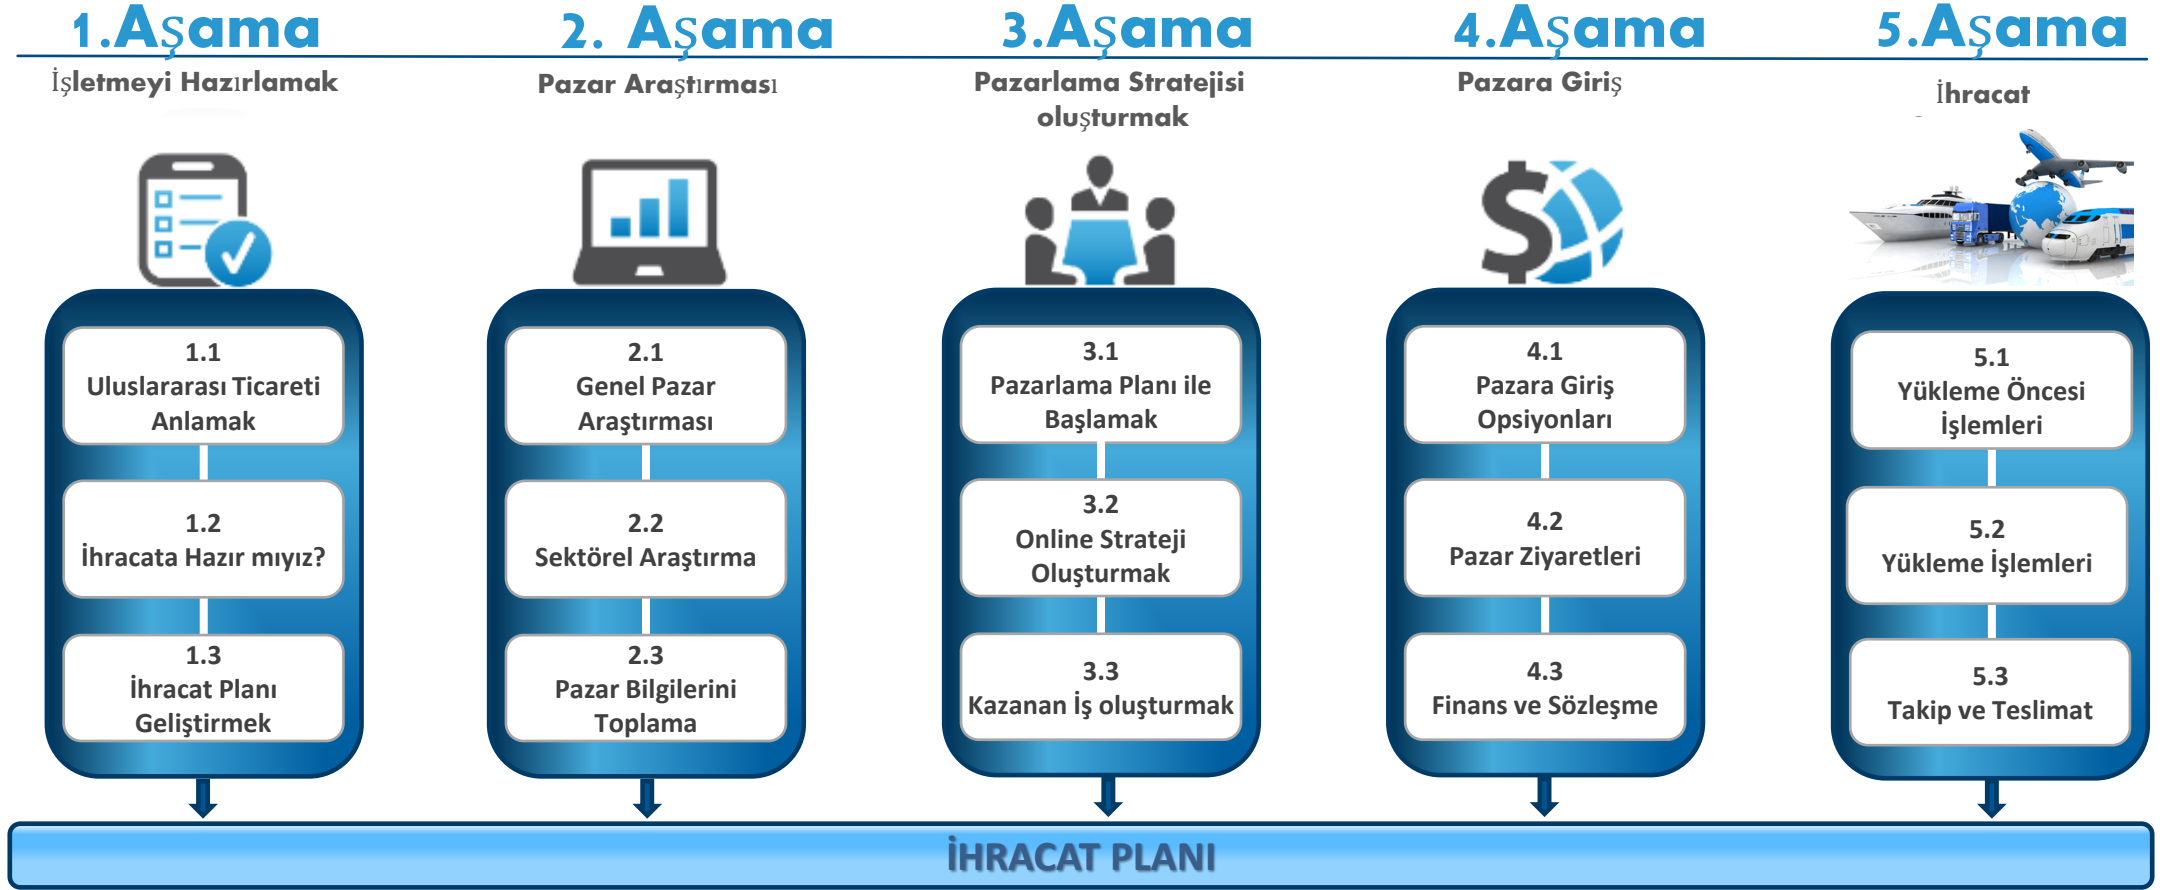 1.Aşama
İşletmeyi Hazırlamak
1.1
Uluslararası Ticareti
Anlamak
1.2
İhracata Hazır mıyız?
1.3
İhracat Planı
Geliştirmek
2. Aşama
Pazar Araştırması
2.1
Genel Pazar
Araştırması
2.2
Sektörel Araştırma
2.3
Pazar Bilgilerini
Toplama
3.Aşama
Pazarlama Stratejisi
oluşturmak
3.1
Pazarlama Planı ile
Başlamak
3.2
Online Strateji
Oluşturmak
3.3
Kazanan İş oluşturmak
4.Aşama
Pazara Giriş
4.1
Pazara Giriş
Opsiyonları
4.2
Pazar Ziyaretleri
4.3
Finans ve Sözleşme
5.Aşama
İhracat
5.1
Yükleme Öncesi
İşlemleri
5.2
Yükleme İşlemleri
5.3
Takip ve Teslimat
İHRACAT PLANI